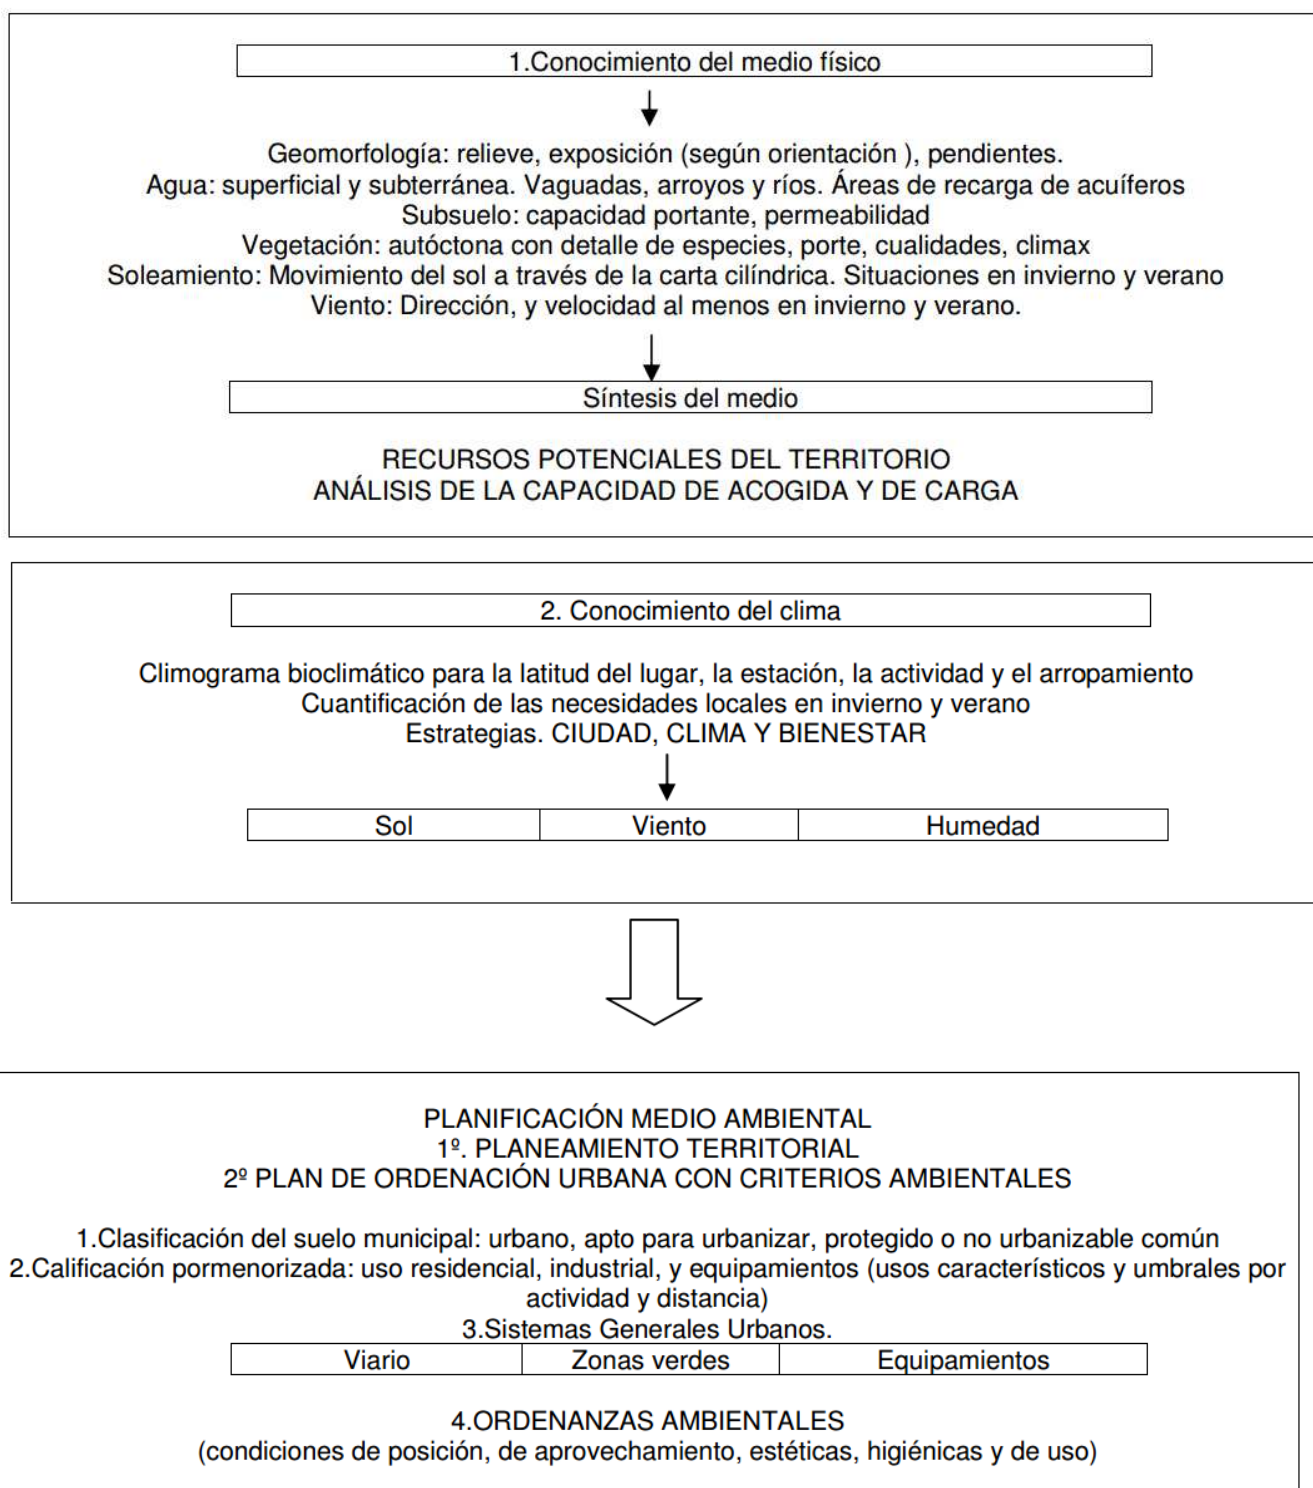 1.Conocimiento del medio físico
Geomorfología: relieve, exposición (según orientación ), pendientes.
Agua: superficial y subterránea. Vaguadas, arroyos y ríos. Áreas de recarga de acuíferos
Subsuelo: capacidad portante, permeabilidad
Vegetación: autóctona con detalle de especies, porte, cualidades, climax
Soleamiento: Movimiento del sol a través de la carta cilíndrica. Situaciones en invierno y verano
Viento: Dirección, y velocidad al menos en invierno y verano.
Síntesis del medio
RECURSOS POTENCIALES DEL TERRITORIO
ANÁLISIS DE LA CAPACIDAD DE ACOGIDA Y DE CARGA
2. Conocimiento del clima
Climograma bioclimático para la latitud del lugar, la estación, la actividad y el arropamiento
Cuantificación de las necesidades locales en invierno y verano
Estrategias. CIUDAD, CLIMA Y BIENESTAR
Sol Viento Humedad
PLANIFICACIÓN MEDIO AMBIENTAL
1º. PLANEAMIENTO TERRITORIAL
2º PLAN DE ORDENACIÓN URBANA CON CRITERIOS AMBIENTALES
1.Clasificación del suelo municipal: urbano, apto para urbanizar, protegido o no urbanizable común
2.Calificación pormenorizada: uso residencial, industrial, y equipamientos (usos característicos y umbrales por
actividad y distancia)
3.Sistemas Generales Urbanos.
Viario Zonas verdes Equipamientos
4.ORDENANZAS AMBIENTALES
(condiciones de posición, de aprovechamiento, estéticas, higiénicas y de uso)